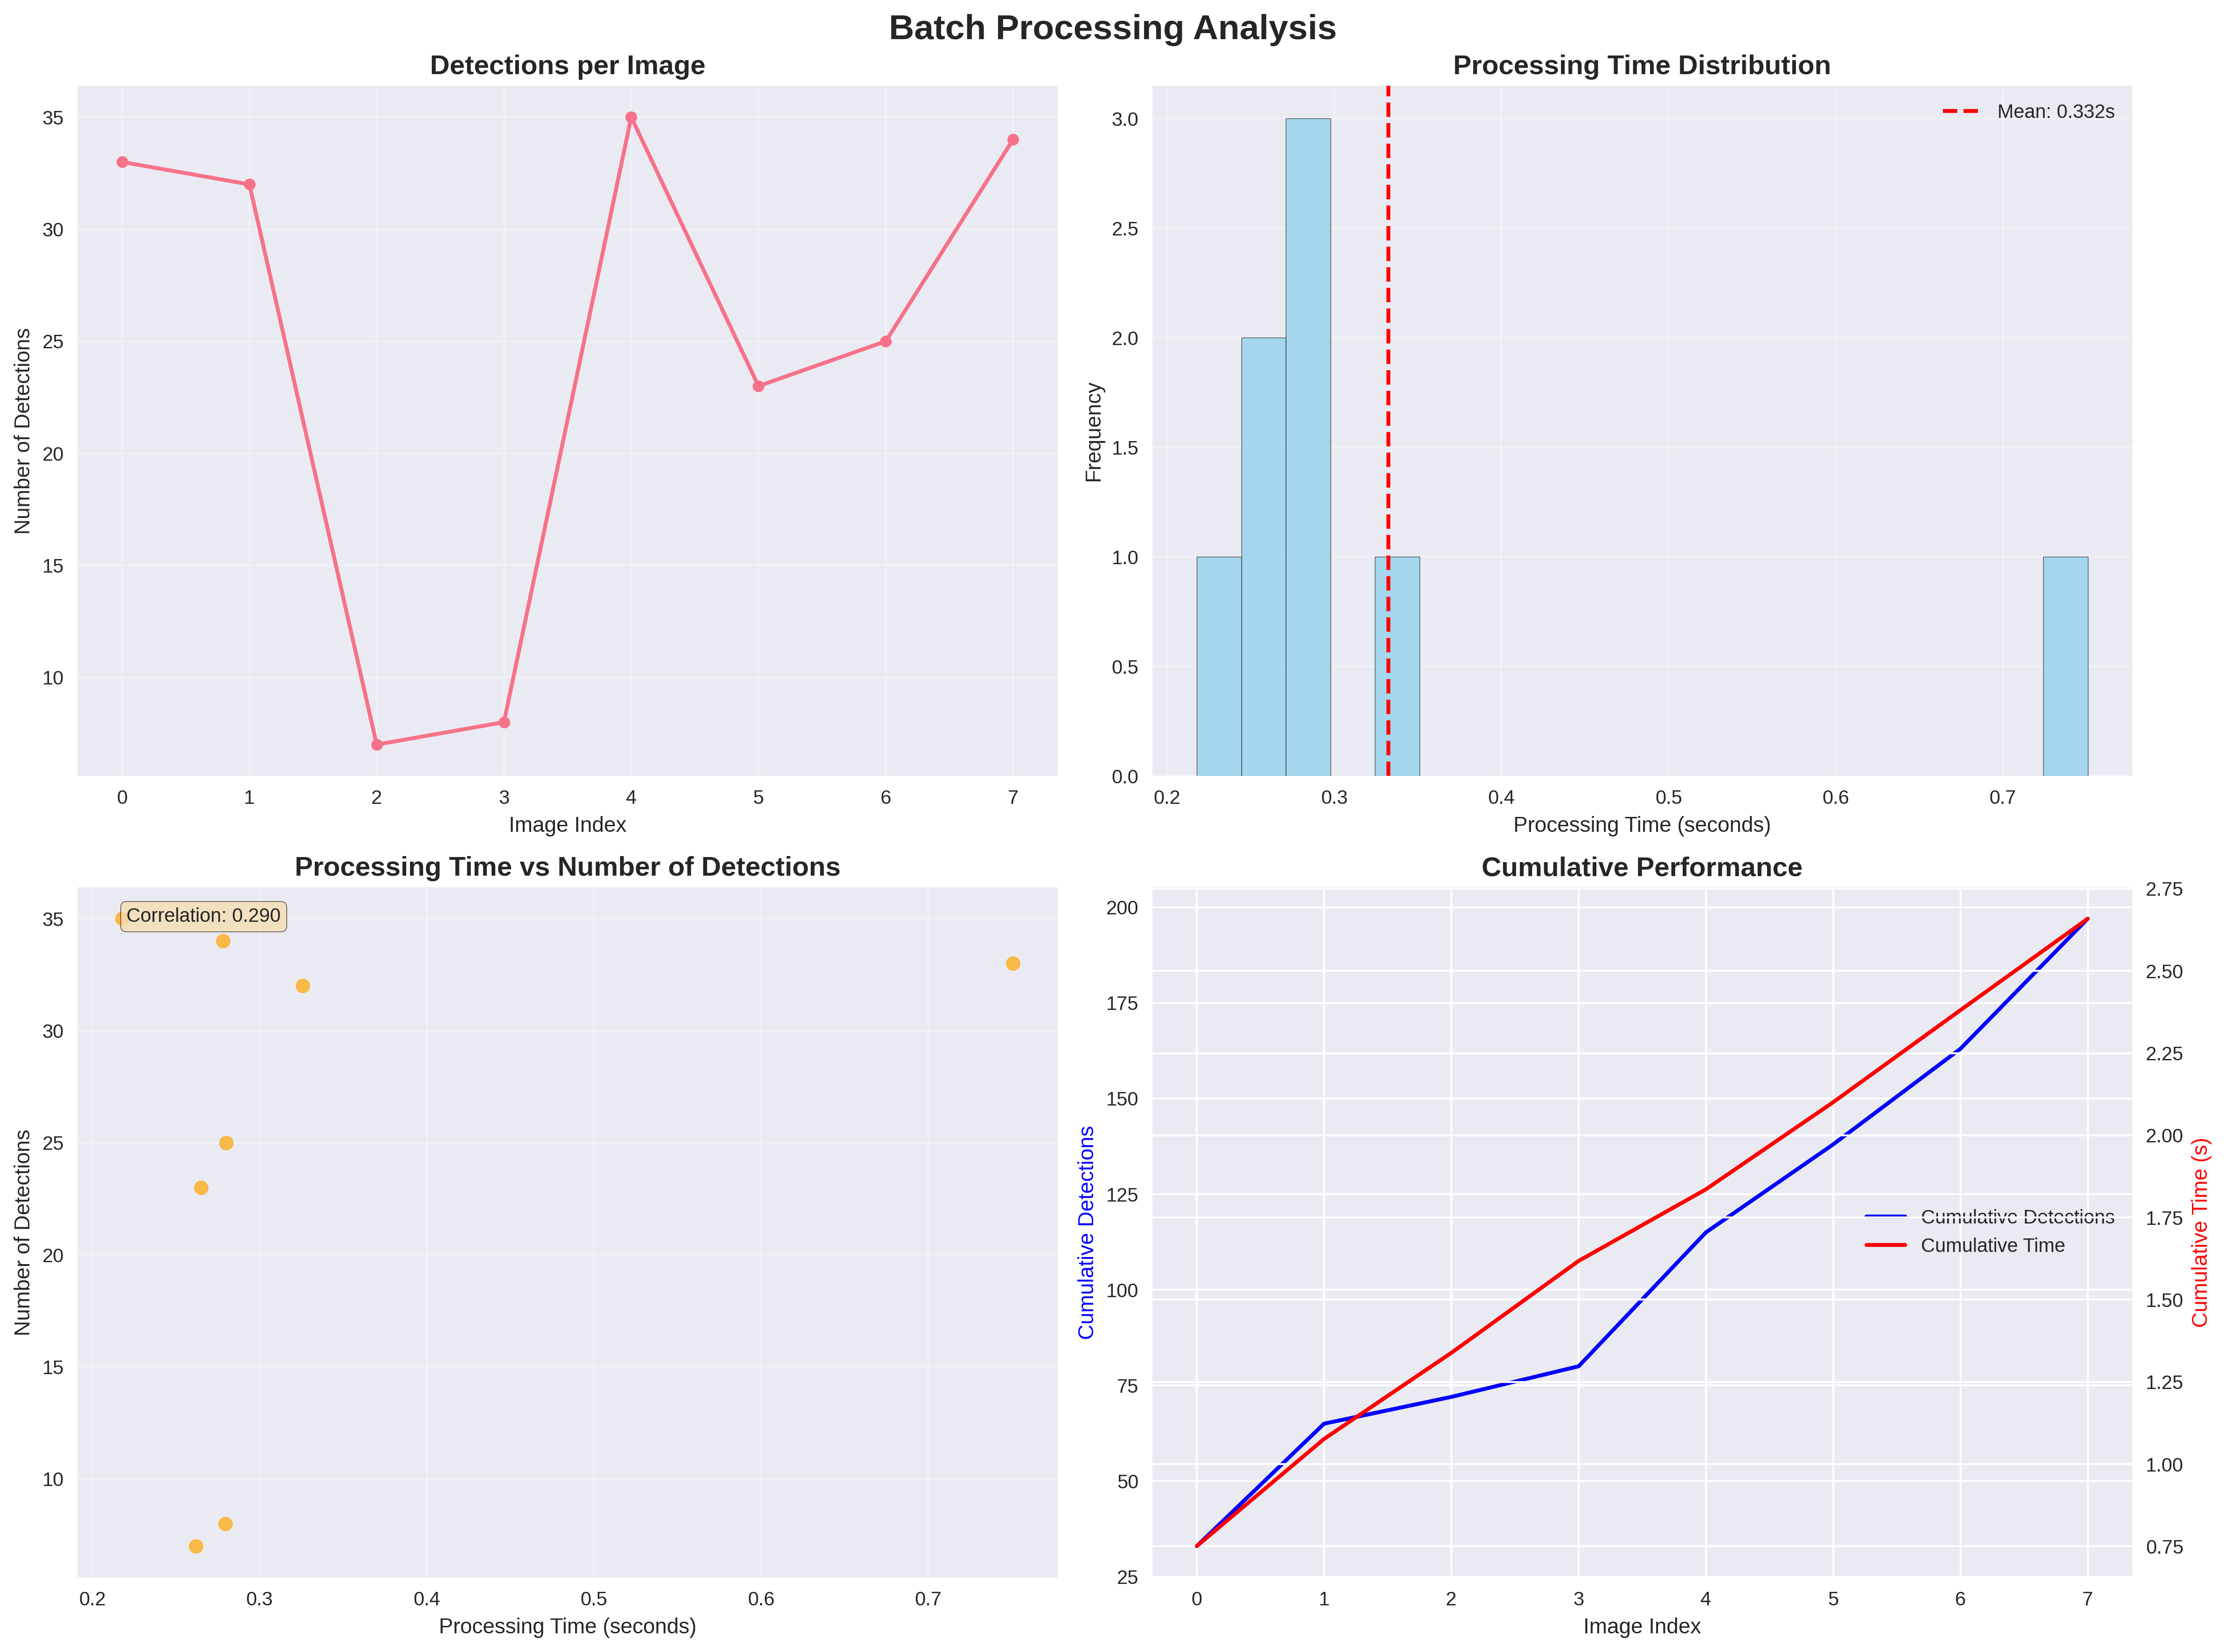 Batch Processing Analysis
Detections per Image
35
30
25
20
15
10
Number of Detections
0 1 2 3 4 5 6 7
Image Index
Processing Time Distribution
Mean: 0.332s
3.0
2.5
2.0
1.5
1.0
0.5
0.0
Frequency
0.2 0.3 0.4 0.5 0.6 0.7
Processing Time (seconds)
Processing Time vs Number of Detections
Correlation: 0.290
35
30
25
20
15
10
Number of Detections
0.2 0.3 0.4 0.5 0.6 0.7
Processing Time (seconds)
Cumulative Performance
200
175
150
125
100
75
50
25
Cumulative Detections
Cumulative Detections
Cumulative Time
2.75
2.50
2.25
2.00
1.75
1.50
1.25
1.00
0.75
Cumulative Time (s)
0 1 2 3 4 5 6 7
Image Index